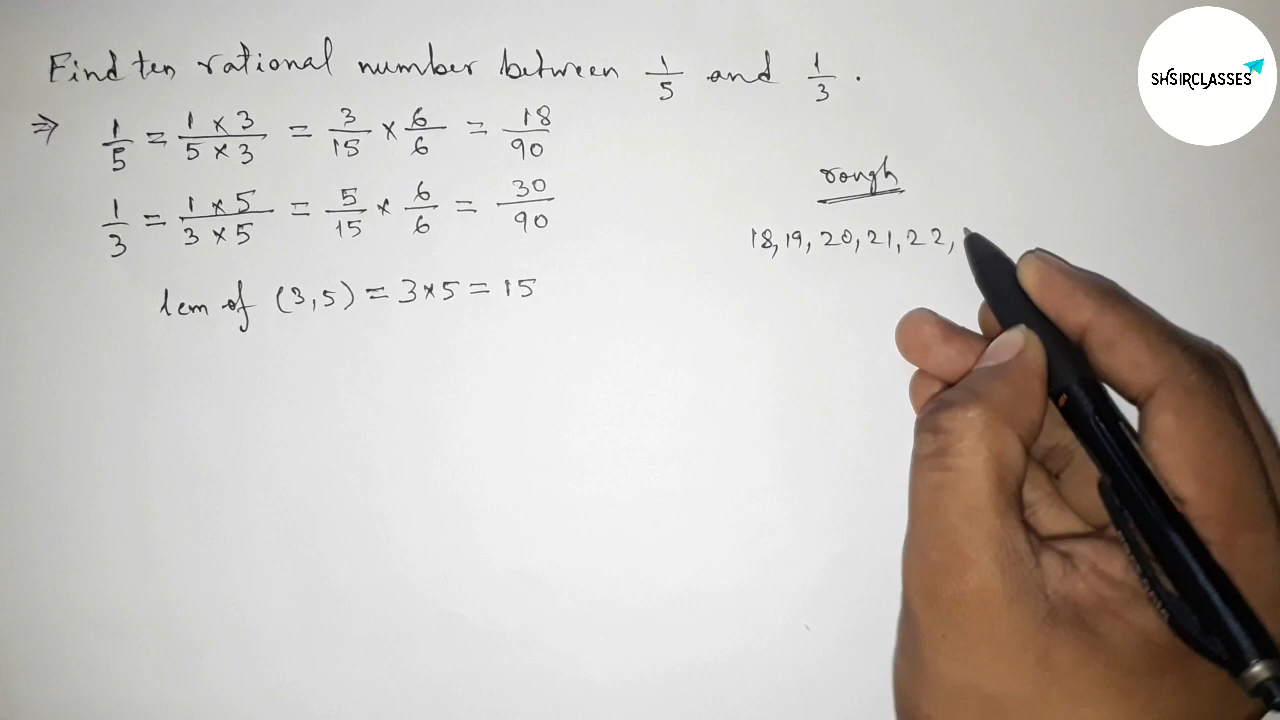 Find ten rational number between 1/5 and 1/3 .
⇒ 1/5 = (1 × 3)/(5 × 3) = 3/15 × 6/6 = 18/90
1/3 = (1 × 5)/(3 × 5) = 5/15 × 6/6 = 30/90
lcm of (3,5) = 3×5 = 15
rough
18, 19, 20, 21, 22,
SHSIRCLASSES